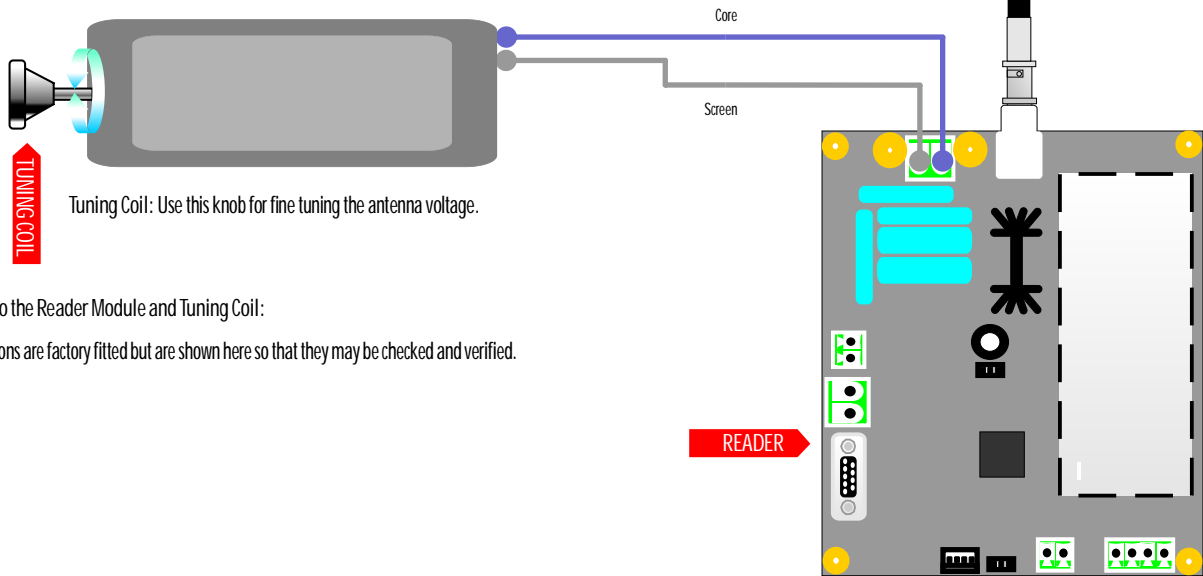 Core
Screen
TUNING COIL
Tuning Coil: Use this knob for fine tuning the antenna voltage.
the Reader Module and Tuning Coil:
are factory fitted but are shown here so that they may be checked and verified.
READER